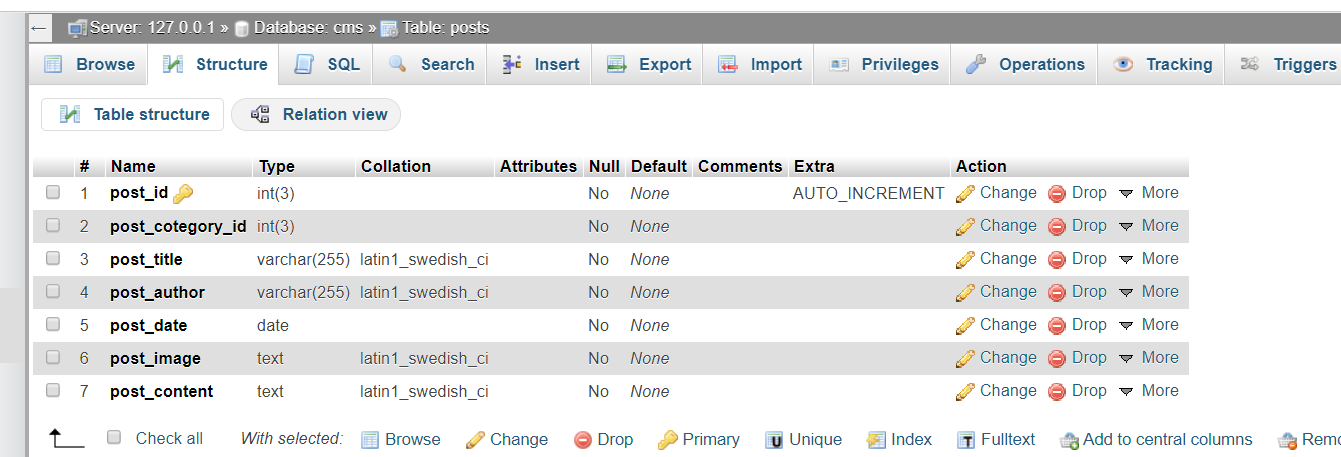 ← Server: 127.0.0.1 » Database: cms » Table: posts
Browse Structure SQL Search Insert Export Import Privileges Operations Tracking Triggers
Table structure Relation view
# Name Type Collation Attributes Null Default Comments Extra Action
1 post_id int(3) No None AUTO_INCREMENT Change Drop More
2 post_cotegory_id int(3) No None Change Drop More
3 post_title varchar(255) latin1_swedish_ci No None Change Drop More
4 post_author varchar(255) latin1_swedish_ci No None Change Drop More
5 post_date date No None Change Drop More
6 post_image text latin1_swedish_ci No None Change Drop More
7 post_content text latin1_swedish_ci No None Change Drop More
Check all With selected: Browse Change Drop Primary U Unique Index T Fulltext Add to central columns Remo